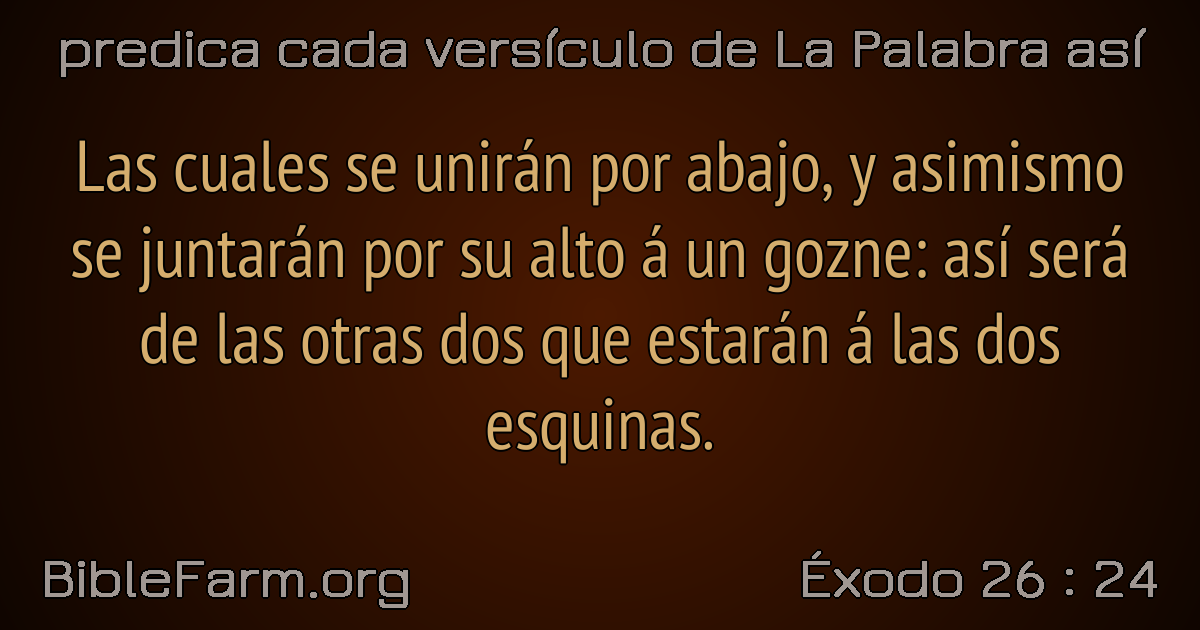 predica cada versículo de La Palabra así
Las cuales se unirán por abajo, y asimismo
se juntarán por su alto á un gozne: así será
de las otras dos que estarán á las dos
esquinas.
BibleFarm.org
Éxodo 26 : 24